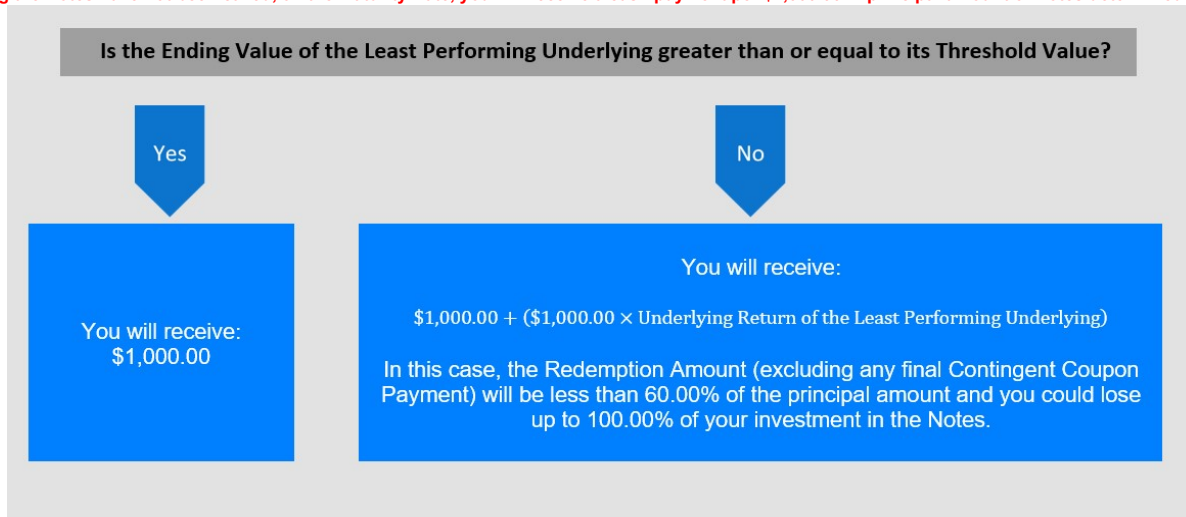 Is the Ending Value of the Least Performing Underlying greater than or equal to its Threshold Value?
Yes
No
You will receive:
$1,000.00
You will receive:
$1,000.00 + ($1,000.00 × Underlying Return of the Least Performing Underlying)
In this case, the Redemption Amount (excluding any final Contingent Coupon
Payment) will be less than 60.00% of the principal amount and you could lose
up to 100.00% of your investment in the Notes.